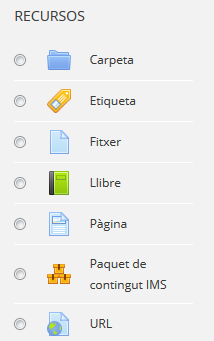 RECURSOS
Carpeta
Etiqueta
Fitxer
Llibre
Pàgina
Paquet de
contingut IMS
URL